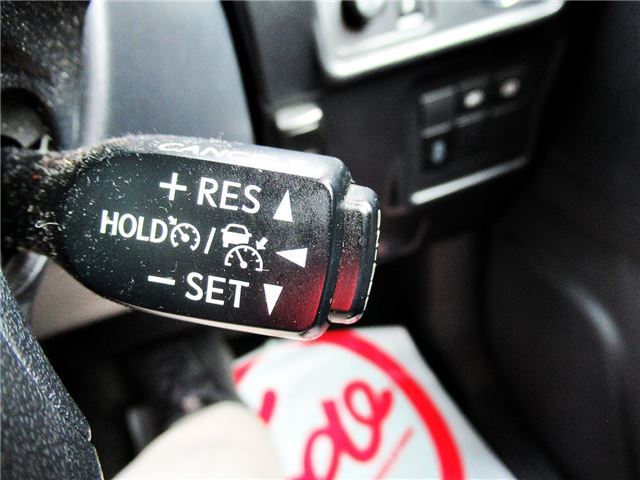 + RES
HOLD /
− SET